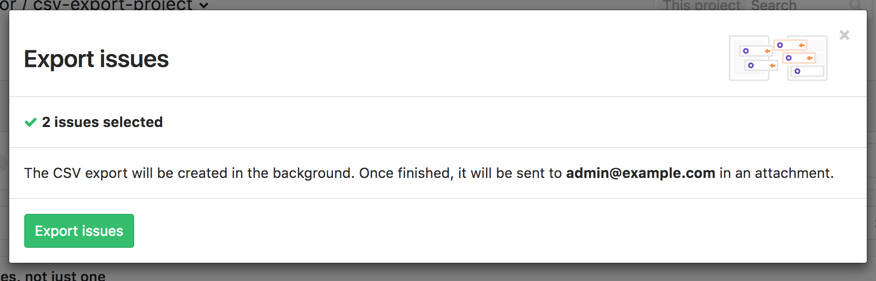 or / csv-export-project
This project Search
Export issues
×
2 issues selected
The CSV export will be created in the background. Once finished, it will be sent to admin@example.com in an attachment.
Export issues
es, not just one